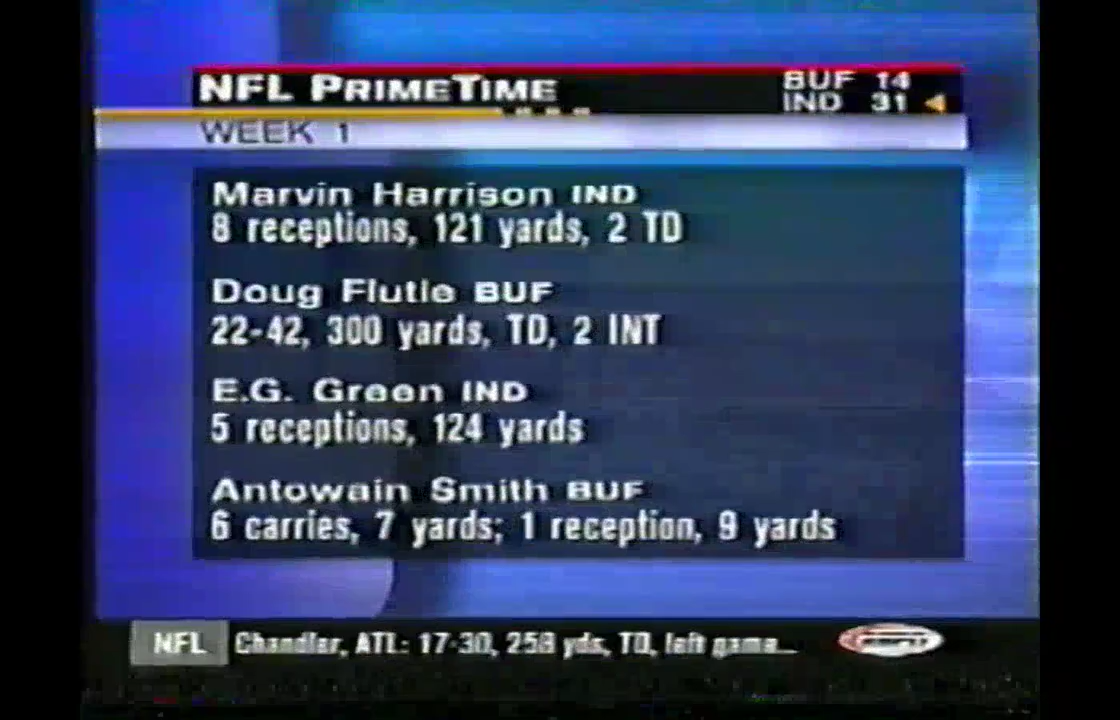 NFL PRIMETIME
BUF 14
IND 31
WEEK 1
Marvin Harrison IND
8 receptions, 121 yards, 2 TD
Doug Flutie BUF
22-42, 300 yards, TD, 2 INT
E.G. Green IND
5 receptions, 124 yards
Antowain Smith BUF
6 carries, 7 yards; 1 reception, 9 yards
NFL Chandler, ATL: 17-30, 258 yds, TD, left game...
ESPN